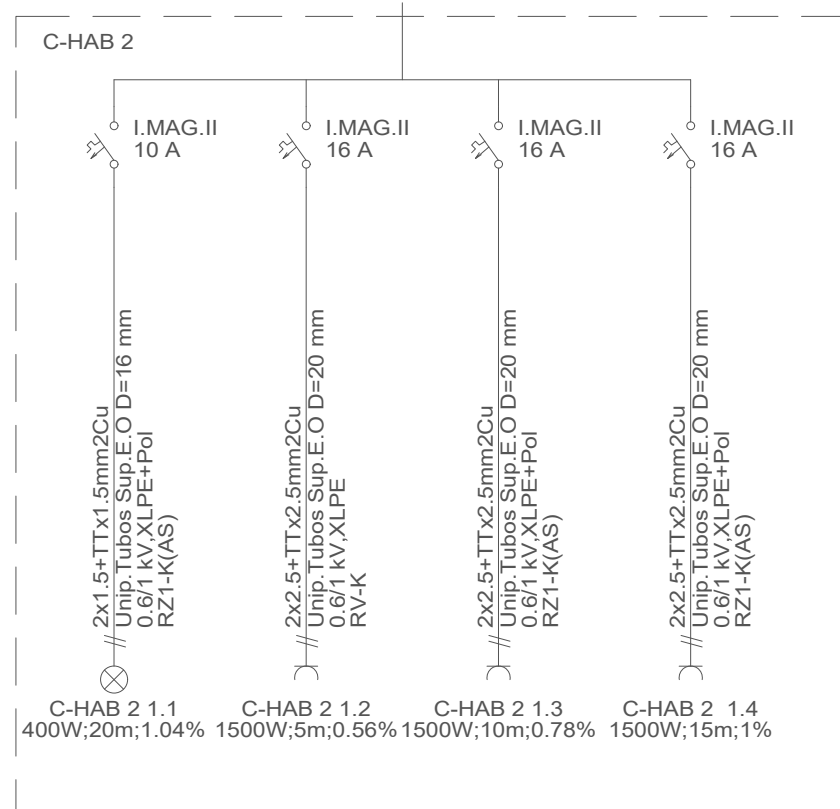 C-HAB 2
I.MAG.II
10 A
I.MAG.II
16 A
I.MAG.II
16 A
I.MAG.II
16 A
2x1.5+TTx1.5mm2Cu
Unip.Tubos Sup.E.O D=16 mm
0.6/1 kV,XLPE+Pol
RZ1-K(AS)
2x2.5+TTx2.5mm2Cu
Unip.Tubos Sup.E.O D=20 mm
0.6/1 kV,XLPE
RV-K
2x2.5+TTx2.5mm2Cu
Unip.Tubos Sup.E.O D=20 mm
0.6/1 kV,XLPE+Pol
RZ1-K(AS)
2x2.5+TTx2.5mm2Cu
Unip.Tubos Sup.E.O D=20 mm
0.6/1 kV,XLPE+Pol
RZ1-K(AS)
C-HAB 2 1.1
400W;20m;1.04%
C-HAB 2 1.2
1500W;5m;0.56%
C-HAB 2 1.3
1500W;10m;0.78%
C-HAB 2 1.4
1500W;15m;1%